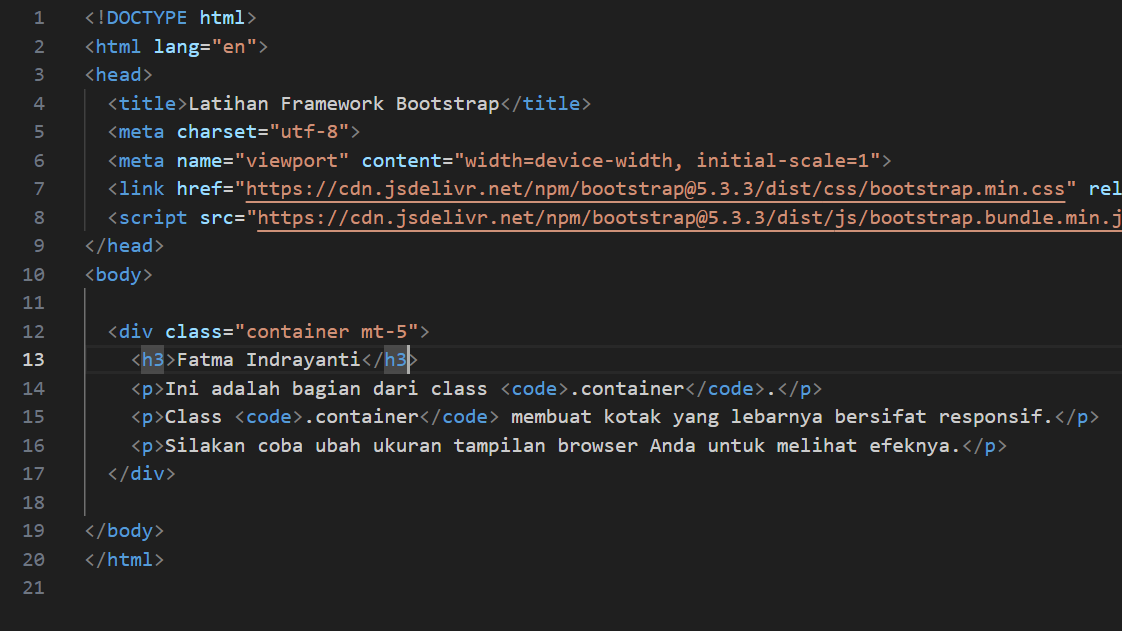 1 <!DOCTYPE html>
2 <html lang="en">
3 <head>
4   <title>Latihan Framework Bootstrap</title>
5   <meta charset="utf-8">
6   <meta name="viewport" content="width=device-width, initial-scale=1">
7   <link href="https://cdn.jsdelivr.net/npm/bootstrap@5.3.3/dist/css/bootstrap.min.css" rel
8   <script src="https://cdn.jsdelivr.net/npm/bootstrap@5.3.3/dist/js/bootstrap.bundle.min.j
9 </head>
10 <body>
11
12   <div class="container mt-5">
13     <h3>Fatma Indrayanti</h3>
14     <p>Ini adalah bagian dari class <code>.container</code>.</p>
15     <p>Class <code>.container</code> membuat kotak yang lebarnya bersifat responsif.</p>
16     <p>Silakan coba ubah ukuran tampilan browser Anda untuk melihat efeknya.</p>
17   </div>
18
19 </body>
20 </html>
21